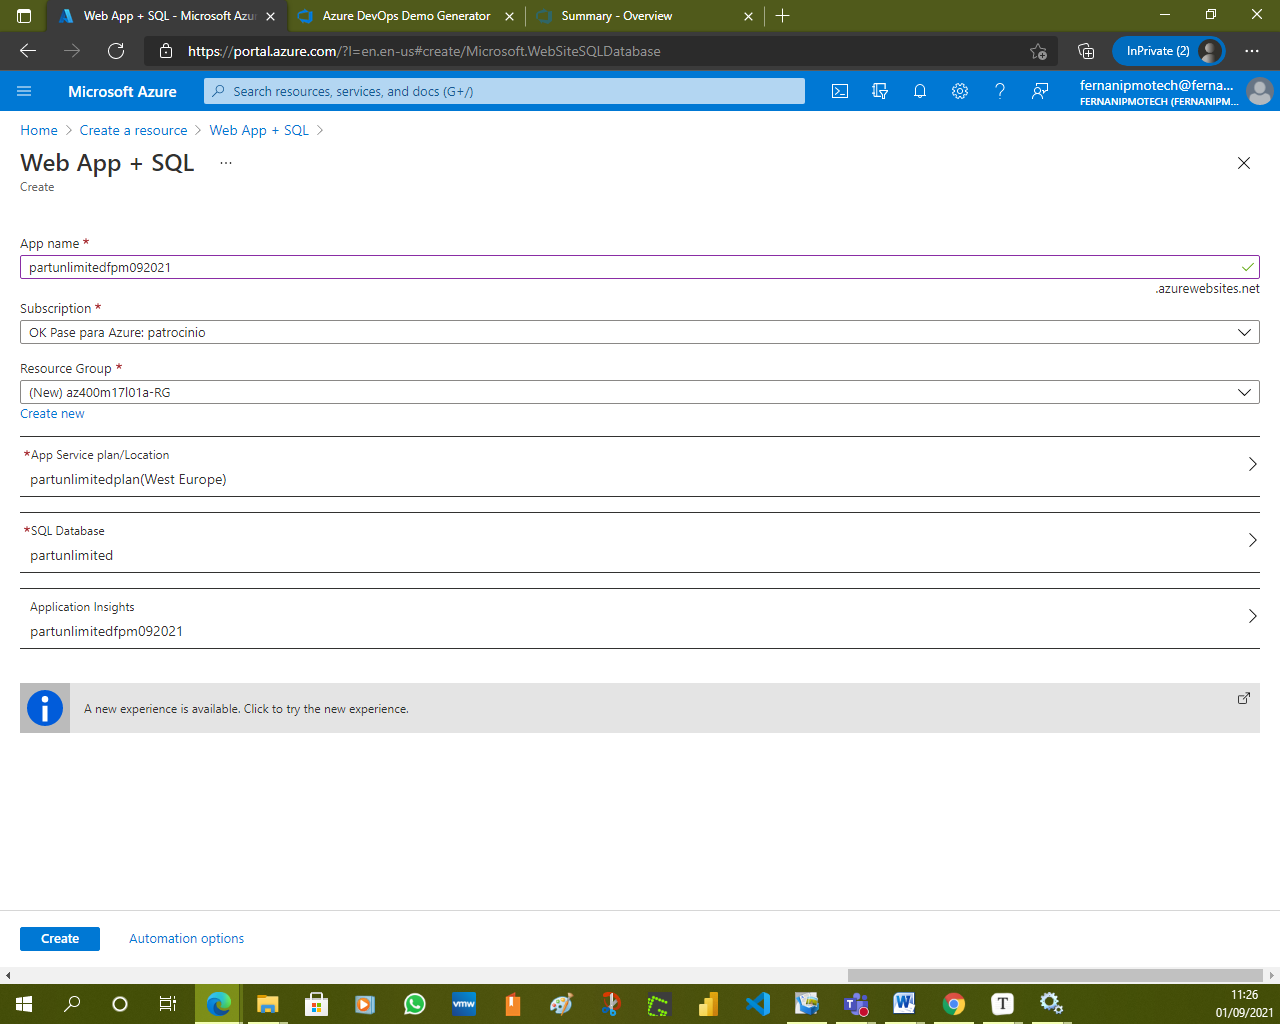 Web App + SQL - Microsoft Azur
Azure DevOps Demo Generator
Summary - Overview
https://portal.azure.com/?l=en.en-us#create/Microsoft.WebSiteSQLDatabase
InPrivate (2)
Microsoft Azure
Search resources, services, and docs (G+/)
fernanipmotech@ferna...
FERNANIPMOTECH (FERNANIPM...
Home > Create a resource > Web App + SQL >
Web App + SQL ...
Create
App name *
partunlimitedfpm092021
.azurewebsites.net
Subscription *
OK Pase para Azure: patrocinio
Resource Group *
(New) az400m17l01a-RG
Create new
*App Service plan/Location
partunlimitedplan(West Europe)
*SQL Database
partunlimited
Application Insights
partunlimitedfpm092021
A new experience is available. Click to try the new experience.
Create
Automation options
vmw
11:26
01/09/2021